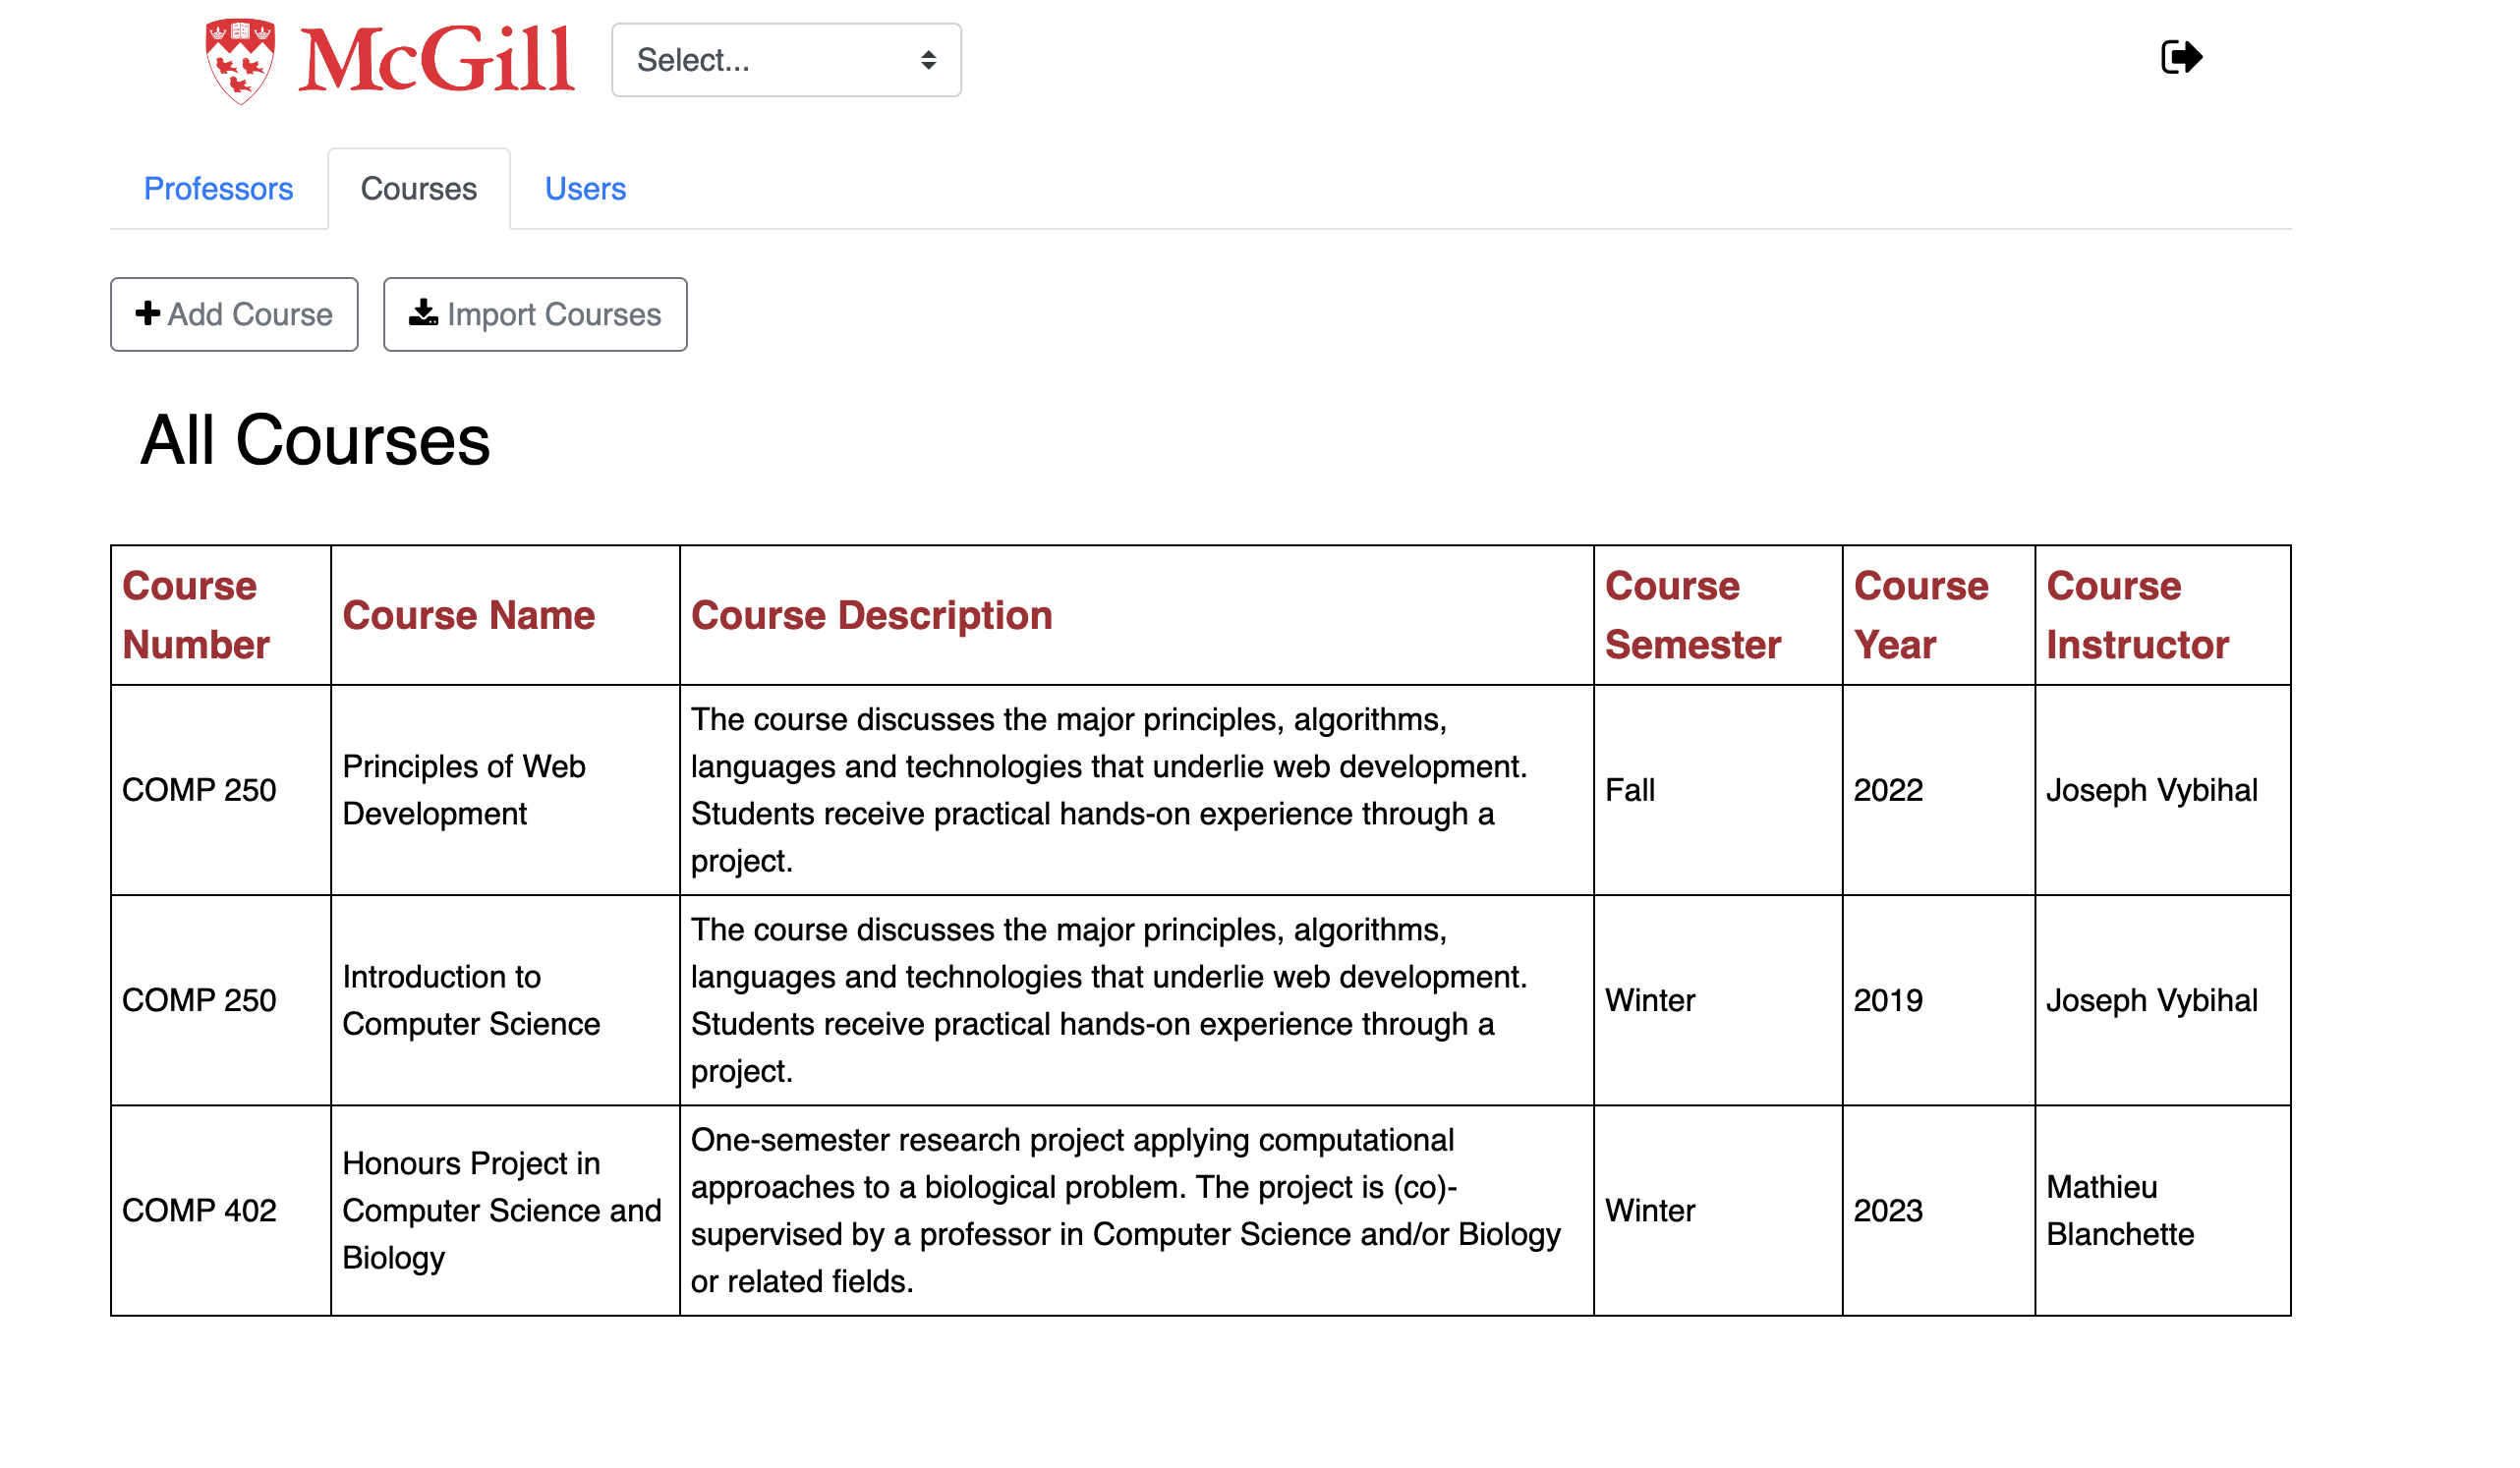 McGill
Select...
Professors
Courses
Users
Add Course
Import Courses
All Courses
Course
Number
Course Name
Course Description
Course
Semester
Course
Year
Course
Instructor
COMP 250
Principles of Web
Development
The course discusses the major principles, algorithms,
languages and technologies that underlie web development.
Students receive practical hands-on experience through a
project.
Fall
2022
Joseph Vybihal
COMP 250
Introduction to
Computer Science
The course discusses the major principles, algorithms,
languages and technologies that underlie web development.
Students receive practical hands-on experience through a
project.
Winter
2019
Joseph Vybihal
COMP 402
Honours Project in
Computer Science and
Biology
One-semester research project applying computational
approaches to a biological problem. The project is (co)-
supervised by a professor in Computer Science and/or Biology
or related fields.
Winter
2023
Mathieu
Blanchette